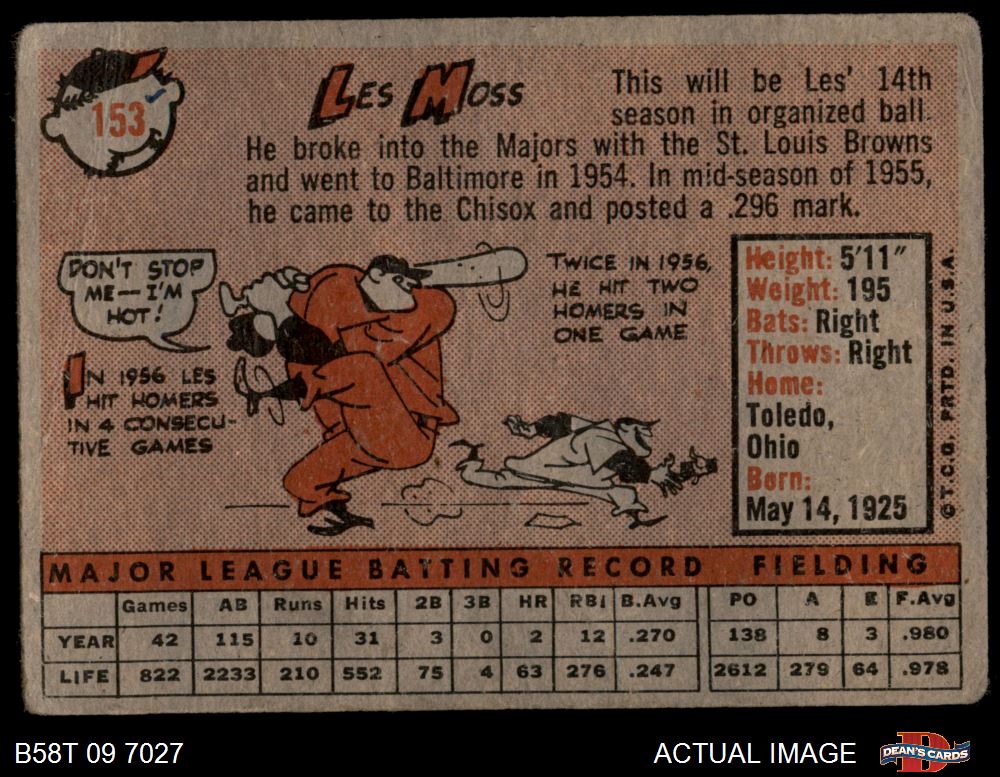 153
LES MOSS
This will be Les' 14th
season in organized ball.
He broke into the Majors with the St. Louis Browns
and went to Baltimore in 1954. In mid-season of 1955,
he came to the Chisox and posted a .296 mark.
DON'T STOP
ME—I'M
HOT!
IN 1956 LES
HIT HOMERS
IN 4 CONSECU-
TIVE GAMES
TWICE IN 1956,
HE HIT TWO
HOMERS IN
ONE GAME
Height: 5'11"
Weight: 195
Bats: Right
Throws: Right
Home:
Toledo,
Ohio
Born:
May 14, 1925
©T.C.G. PRTD. IN U.S.A.
MAJOR LEAGUE BATTING RECORD FIELDING
Games AB Runs Hits 2B 3B HR RBI B.Avg PO A E F.Avg
YEAR 42 115 10 31 3 0 2 12 .270 138 8 3 .980
LIFE 822 2233 210 552 75 4 63 276 .247 2612 279 64 .978
B58T 09 7027
ACTUAL IMAGE
DEAN'S CARDS